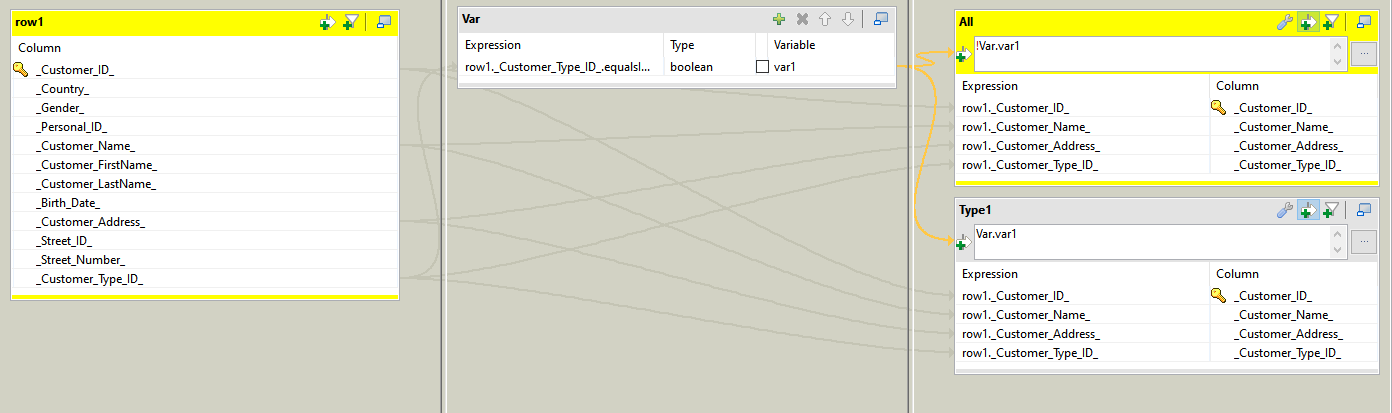 row1
Column
_Customer_ID_
_Country_
_Gender_
_Personal_ID_
_Customer_Name_
_Customer_FirstName_
_Customer_LastName_
_Birth_Date_
_Customer_Address_
_Street_ID_
_Street_Number_
_Customer_Type_ID_
Var
Expression Type Variable
row1._Customer_Type_ID_.equalsI... boolean var1
All
!Var.var1
...
Expression Column
row1._Customer_ID_ _Customer_ID_
row1._Customer_Name_ _Customer_Name_
row1._Customer_Address_ _Customer_Address_
row1._Customer_Type_ID_ _Customer_Type_ID_
Type1
Var.var1
...
Expression Column
row1._Customer_ID_ _Customer_ID_
row1._Customer_Name_ _Customer_Name_
row1._Customer_Address_ _Customer_Address_
row1._Customer_Type_ID_ _Customer_Type_ID_